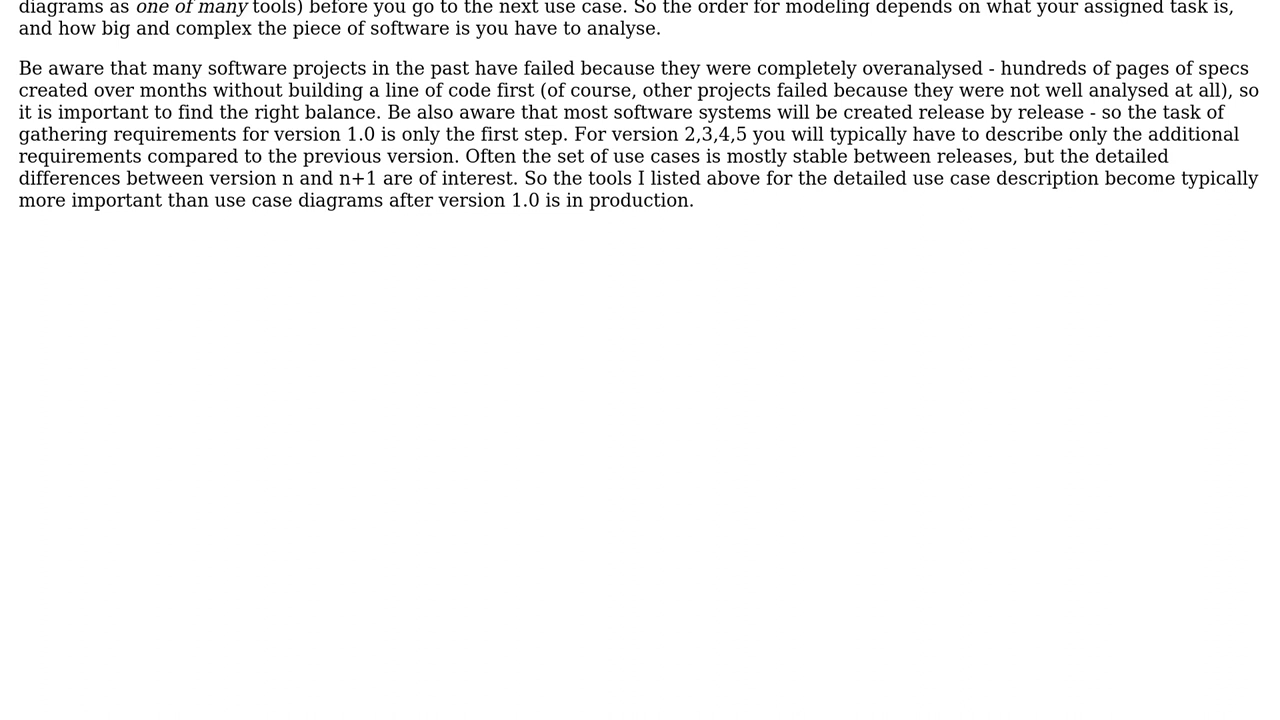 diagrams as one of many tools) before you go to the next use case. So the order for modeling depends on what your assigned task is,
and how big and complex the piece of software is you have to analyse.
Be aware that many software projects in the past have failed because they were completely overanalysed - hundreds of pages of specs
created over months without building a line of code first (of course, other projects failed because they were not well analysed at all), so
it is important to find the right balance. Be also aware that most software systems will be created release by release - so the task of
gathering requirements for version 1.0 is only the first step. For version 2,3,4,5 you will typically have to describe only the additional
requirements compared to the previous version. Often the set of use cases is mostly stable between releases, but the detailed
differences between version n and n+1 are of interest. So the tools I listed above for the detailed use case description become typically
more important than use case diagrams after version 1.0 is in production.